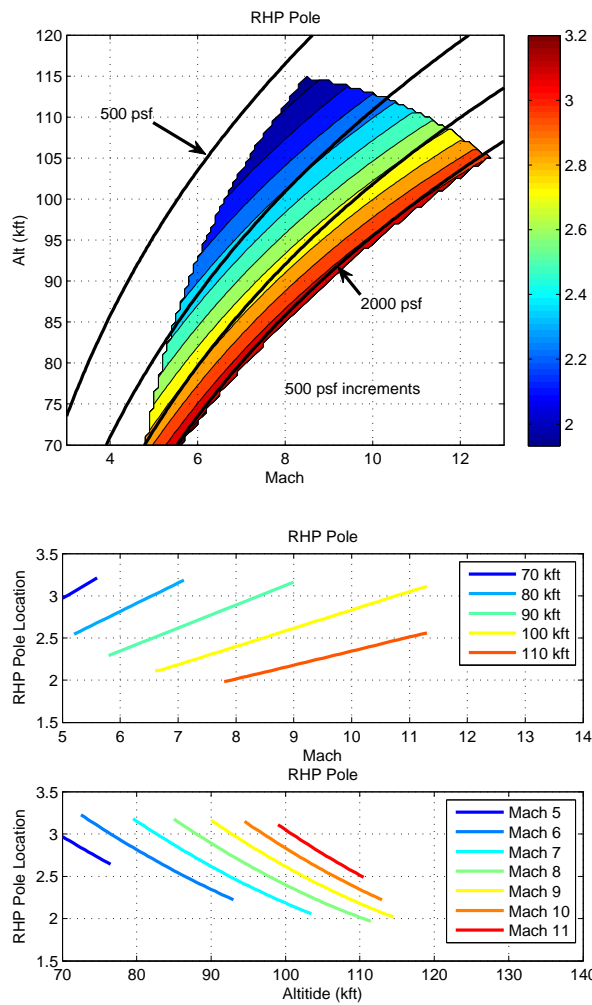 RHP Pole
120
115
110
105
100
95
90
85
80
75
70
Alt (kft)
500 psf
2000 psf
500 psf increments
4
6
8
10
12
Mach
3.2
3
2.8
2.6
2.4
2.2
2
RHP Pole
3.5
3
2.5
2
1.5
RHP Pole Location
70 kft
80 kft
90 kft
100 kft
110 kft
5
6
7
8
9
10
11
12
13
14
Mach
RHP Pole
3.5
3
2.5
2
1.5
RHP Pole Location
Mach 5
Mach 6
Mach 7
Mach 8
Mach 9
Mach 10
Mach 11
70
80
90
100
110
120
130
140
Altitide (kft)